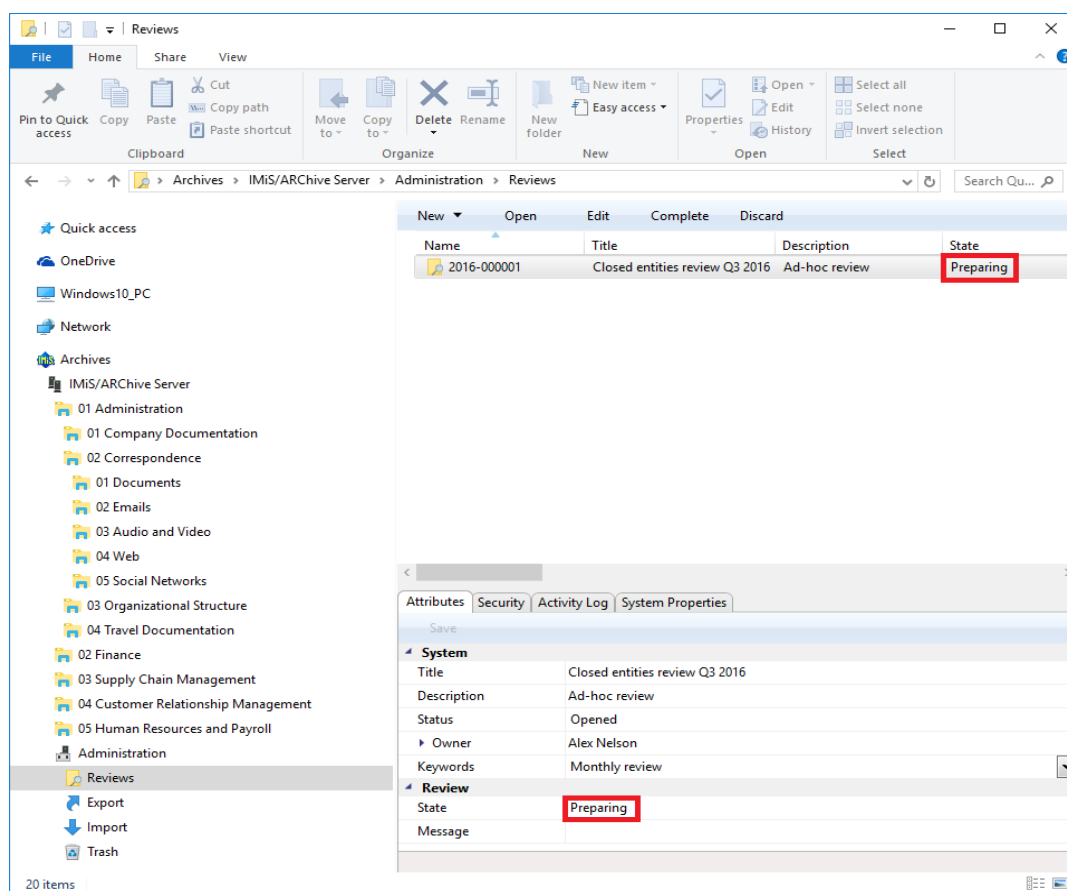 Reviews
File Home Share View
Pin to Quick access
Copy
Paste
Cut
Copy path
Paste shortcut
Clipboard
Move to
Copy to
Delete
Rename
Organize
New folder
New item
Easy access
New
Properties
Open
Edit
History
Open
Select all
Select none
Invert selection
Select
Archives > IMiS/ARChive Server > Administration > Reviews
Search Qu...
Quick access
OneDrive
Windows10_PC
Network
Archives
IMiS/ARChive Server
01 Administration
01 Company Documentation
02 Correspondence
01 Documents
02 Emails
03 Audio and Video
04 Web
05 Social Networks
03 Organizational Structure
04 Travel Documentation
02 Finance
03 Supply Chain Management
04 Customer Relationship Management
05 Human Resources and Payroll
Administration
Reviews
Export
Import
Trash
New Open Edit Complete Discard
Name Title Description State
2016-000001 Closed entities review Q3 2016 Ad-hoc review Preparing
Attributes Security Activity Log System Properties
Save
System
Title Closed entities review Q3 2016
Description Ad-hoc review
Status Opened
Owner Alex Nelson
Keywords Monthly review
Review
State Preparing
Message
20 items